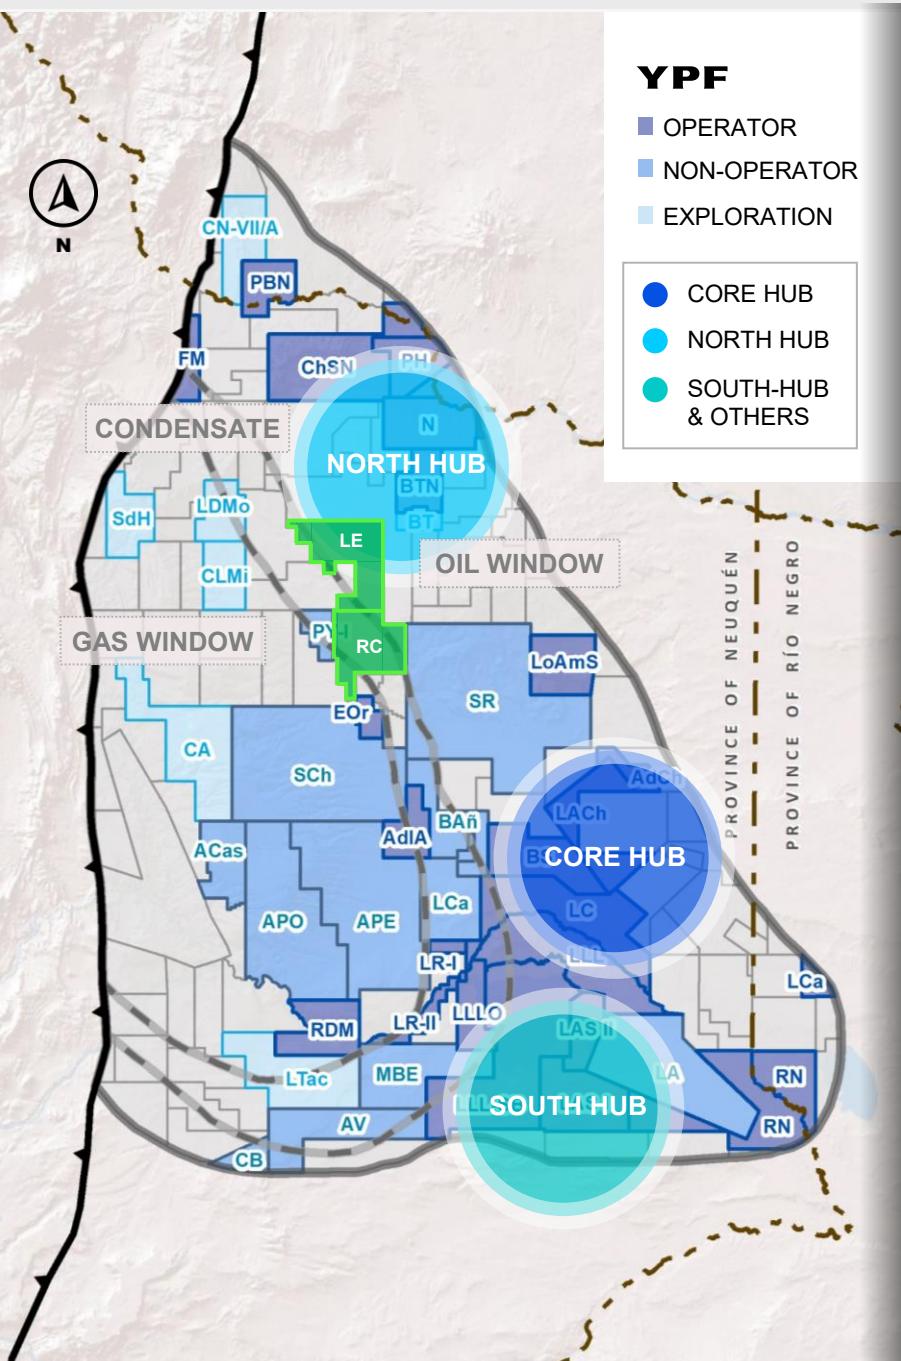 YPF
OPERATOR
NON-OPERATOR
EXPLORATION
CORE HUB
NORTH HUB
SOUTH-HUB
& OTHERS
N
CN-VII/A
PBN
FM
ChSN
PH
CONDENSATE
N
NORTH HUB
BTN
BT
SdH
LDMo
LE
OIL WINDOW
CLMi
GAS WINDOW
PY-I
RC
LoAmS
SR
EOr
PROVINCE OF NEUQUÉN
PROVINCE OF RÍO NEGRO
CA
SCh
AdCh
LACh
BAñ
AdlA
ACas
CORE HUB
LCa
LC
APO
APE
LLL
LR-I
LCa
LLLO
LR-II
RDM
LAS II
LTac
MBE
LA
RN
SOUTH HUB
AV
RN
CB